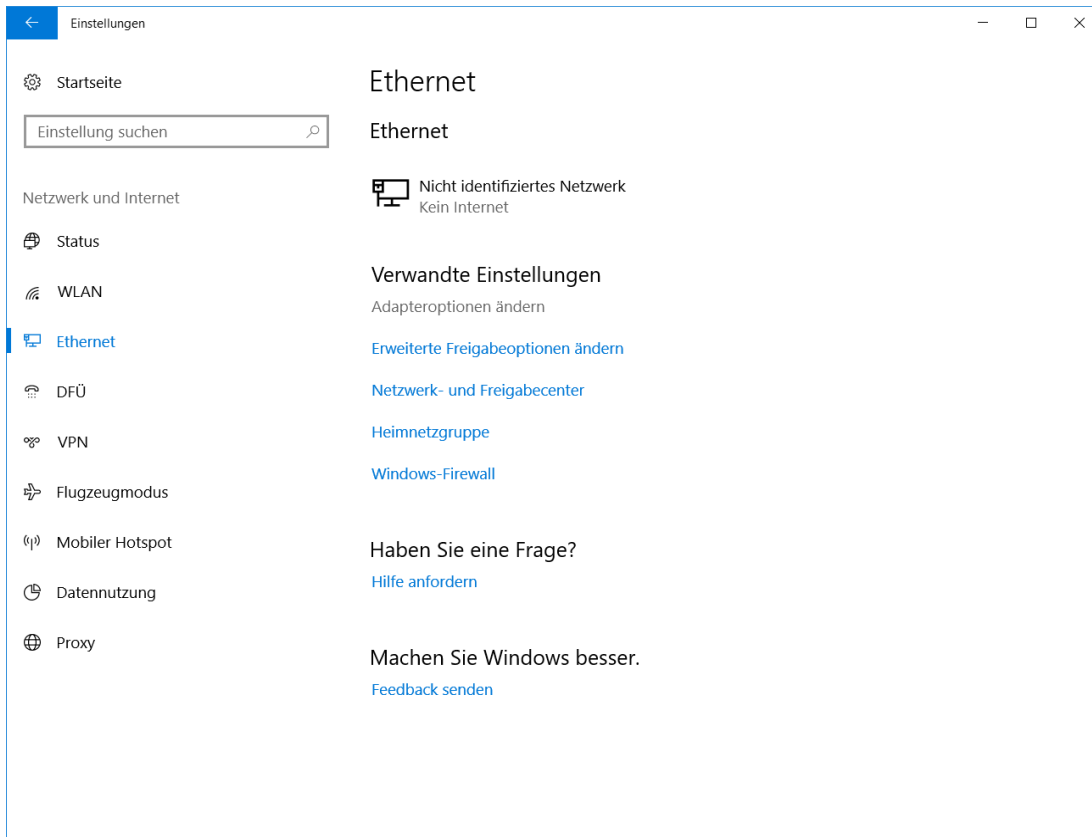 Einstellungen
Startseite
Einstellung suchen
Netzwerk und Internet
Status
WLAN
Ethernet
DFÜ
VPN
Flugzeugmodus
Mobiler Hotspot
Datennutzung
Proxy
Ethernet
Ethernet
Nicht identifiziertes Netzwerk
Kein Internet
Verwandte Einstellungen
Adapteroptionen ändern
Erweiterte Freigabeoptionen ändern
Netzwerk- und Freigabecenter
Heimnetzgruppe
Windows-Firewall
Haben Sie eine Frage?
Hilfe anfordern
Machen Sie Windows besser.
Feedback senden